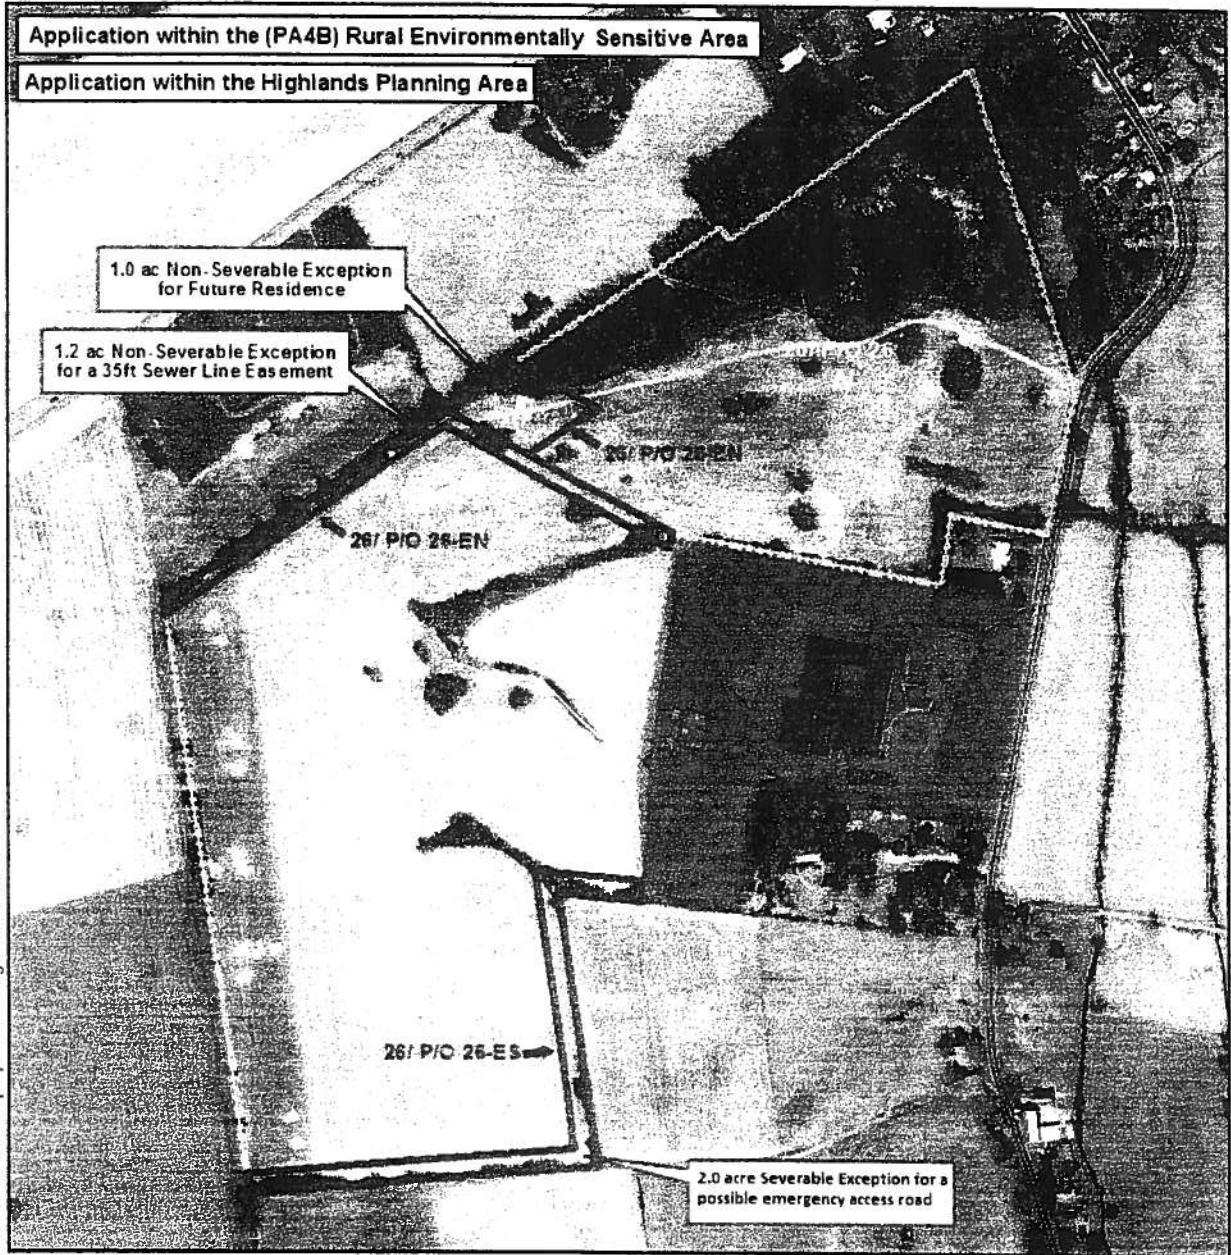 Application within the (PA4B) Rural Environmentally Sensitive Area
Application within the Highlands Planning Area
1.0 ac Non-Severable Exception
for Future Residence
1.2 ac Non-Severable Exception
for a 35ft Sewer Line Easement
26/ P/O 26-EN
26/ P/O 26-EN
26/ P/O 26-ES
2.0 acre Severable Exception for a
possible emergency access road